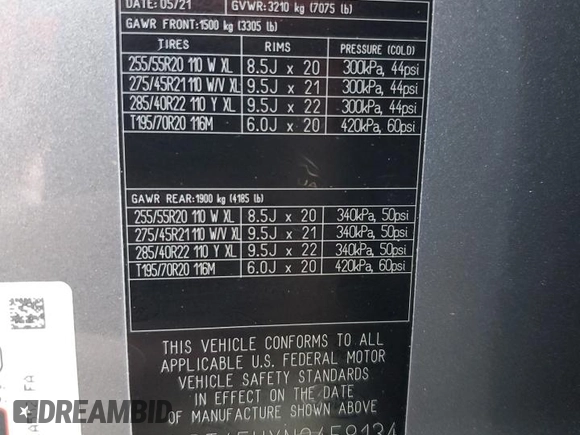 DATE: 05/21 GVWR: 3210 kg (7075 lb)
GAWR FRONT: 1500 kg (3305 lb)
TIRES RIMS PRESSURE (COLD)
255/55R20 110 W XL 8.5J x 20 300kPa, 44psi
275/45R21 110 W/V XL 9.5J x 21 300kPa, 44psi
285/40R22 110 Y XL 9.5J x 22 300kPa, 44psi
T195/70R20 116M 6.0J x 20 420kPa, 60psi
GAWR REAR: 1900 kg (4185 lb)
255/55R20 110 W XL 8.5J x 20 340kPa, 50psi
275/45R21 110 W/V XL 9.5J x 21 340kPa, 50psi
285/40R22 110 Y XL 9.5J x 22 340kPa, 50psi
T195/70R20 116M 6.0J x 20 420kPa, 60psi
THIS VEHICLE CONFORMS TO ALL
APPLICABLE U.S. FEDERAL MOTOR
VEHICLE SAFETY STANDARDS
IN EFFECT ON THE DATE OF
MANUFACTURE SHOWN ABOVE
FA
DREAMBID